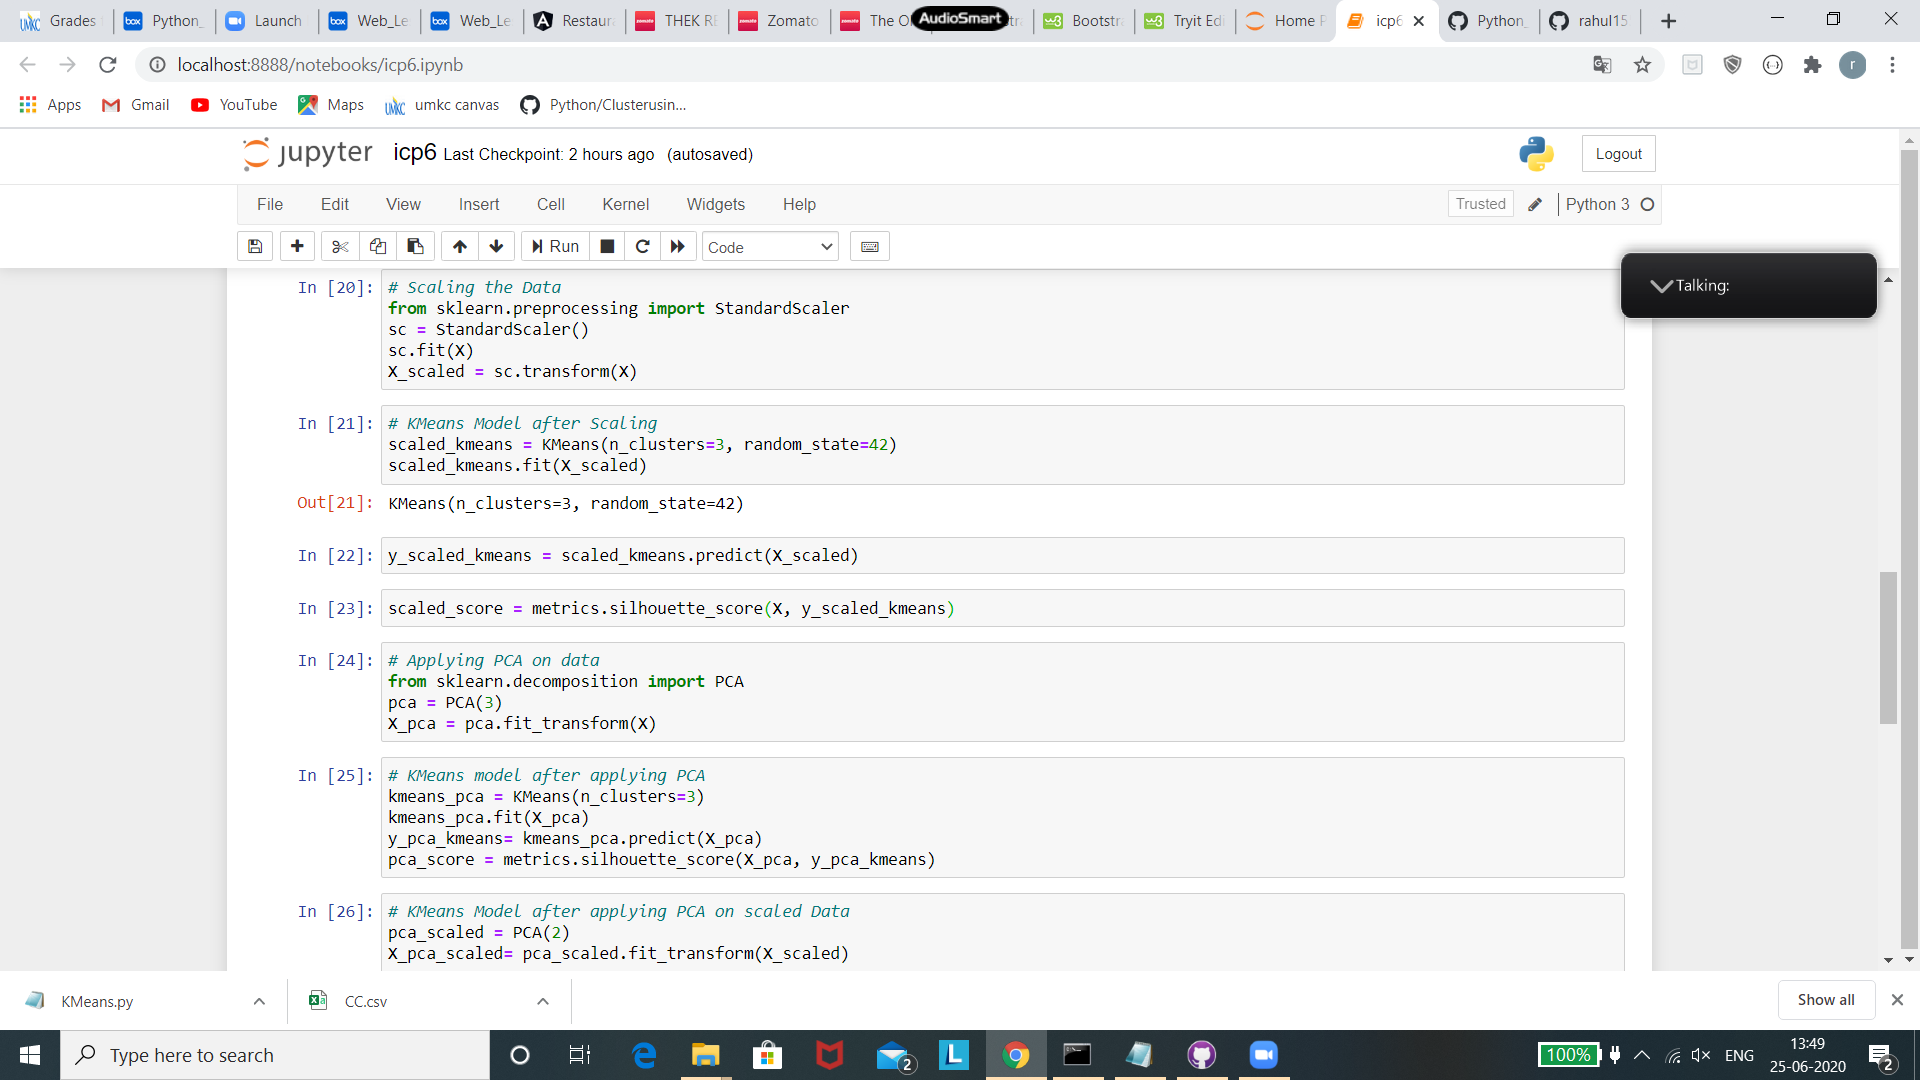 Grades
Python_
Launch
Web_Le
Web_Le
Restaura
THEK RE
Zomato
The O
AudioSmart
Bootstra
Tryit Edi
Home P
icp6
Python_
rahul15
localhost:8888/notebooks/icp6.ipynb
r
Apps
Gmail
YouTube
Maps
umkc canvas
Python/Clusterusin...
jupyter icp6 Last Checkpoint: 2 hours ago (autosaved)
Logout
File Edit View Insert Cell Kernel Widgets Help
Trusted
Python 3
Run
Code
Talking:
In [20]: # Scaling the Data
from sklearn.preprocessing import StandardScaler
sc = StandardScaler()
sc.fit(X)
X_scaled = sc.transform(X)
In [21]: # KMeans Model after Scaling
scaled_kmeans = KMeans(n_clusters=3, random_state=42)
scaled_kmeans.fit(X_scaled)
Out[21]: KMeans(n_clusters=3, random_state=42)
In [22]: y_scaled_kmeans = scaled_kmeans.predict(X_scaled)
In [23]: scaled_score = metrics.silhouette_score(X, y_scaled_kmeans)
In [24]: # Applying PCA on data
from sklearn.decomposition import PCA
pca = PCA(3)
X_pca = pca.fit_transform(X)
In [25]: # KMeans model after applying PCA
kmeans_pca = KMeans(n_clusters=3)
kmeans_pca.fit(X_pca)
y_pca_kmeans= kmeans_pca.predict(X_pca)
pca_score = metrics.silhouette_score(X_pca, y_pca_kmeans)
In [26]: # KMeans Model after applying PCA on scaled Data
pca_scaled = PCA(2)
X_pca_scaled= pca_scaled.fit_transform(X_scaled)
KMeans.py
CC.csv
Show all
Type here to search
2
L
100%
ENG
13:49
25-06-2020
2